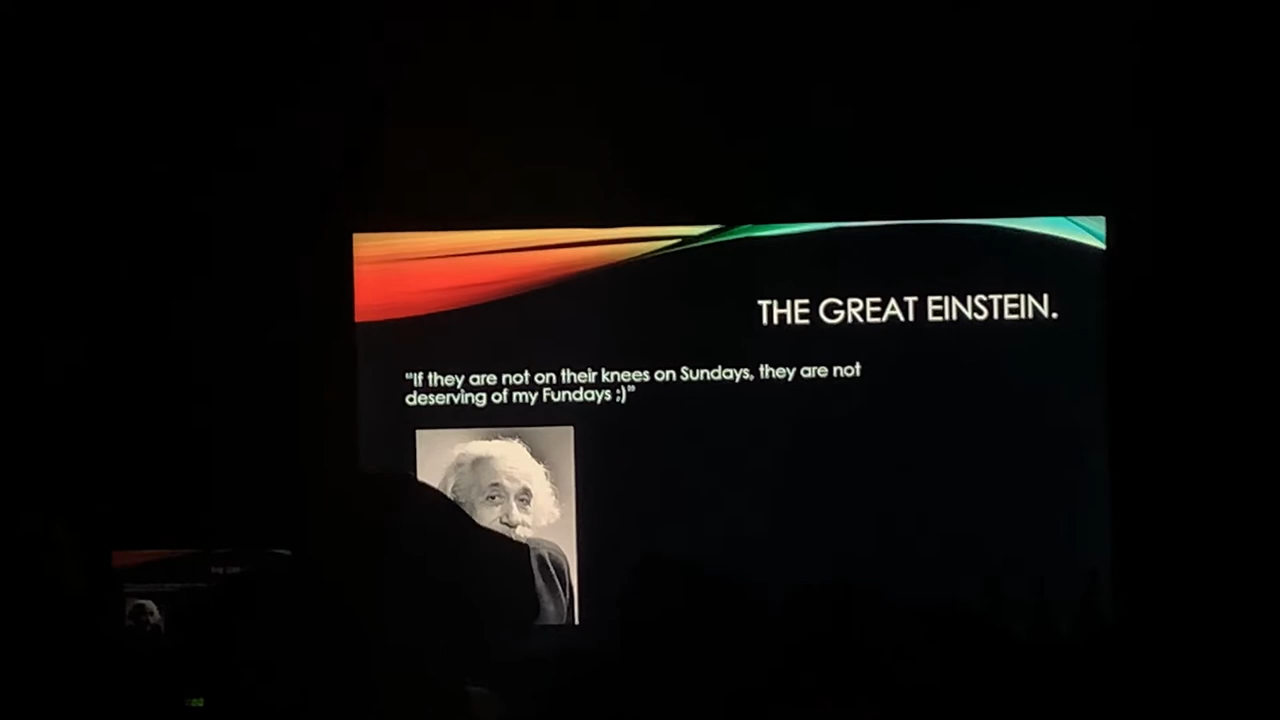 THE GREAT EINSTEIN.
"If they are not on their knees on Sundays, they are not
deserving of my Fundays ;)"